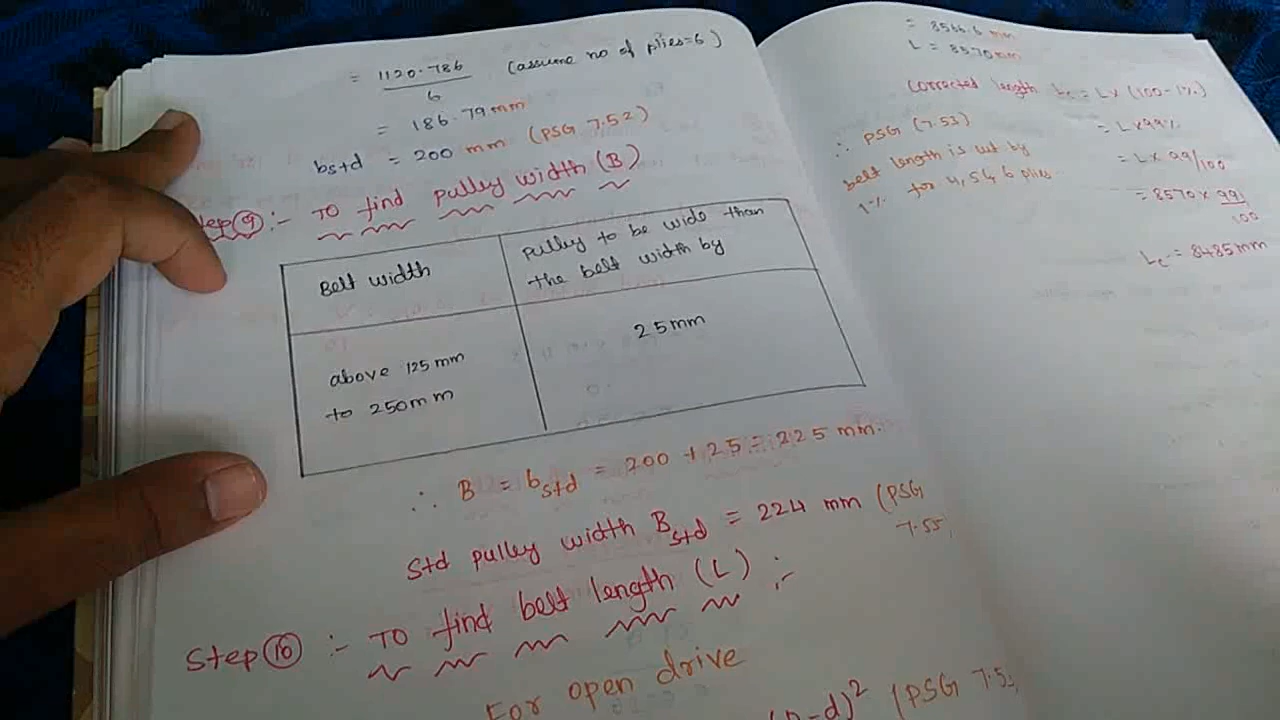 = 1120.786 (assume no of plies=6)
6
= 186.79 mm
bstd = 200 mm (PSG 7.52)
Step 9 :- TO find pulley width (B)
Belt width
pulley to be wide than
the belt width by
above 125 mm
to 250 mm
25 mm
∴ B = bstd = 200 + 25 = 225 mm.
Std pulley width Bstd = 224 mm (PSG
7.55)
Step 10 :- TO find belt length (L) :-
For open drive
(D-d)² (PSG 7.53
= 8566.6 mm
L = 8570 mm
Corrected length Lc = L x (100-1%)
∴ PSG (7.53)
belt length is cut by
1% for 4, 5 & 6 plies
= L x 99%
= L x 99/100
= 8570 x 99/
100
Lc = 8485 mm